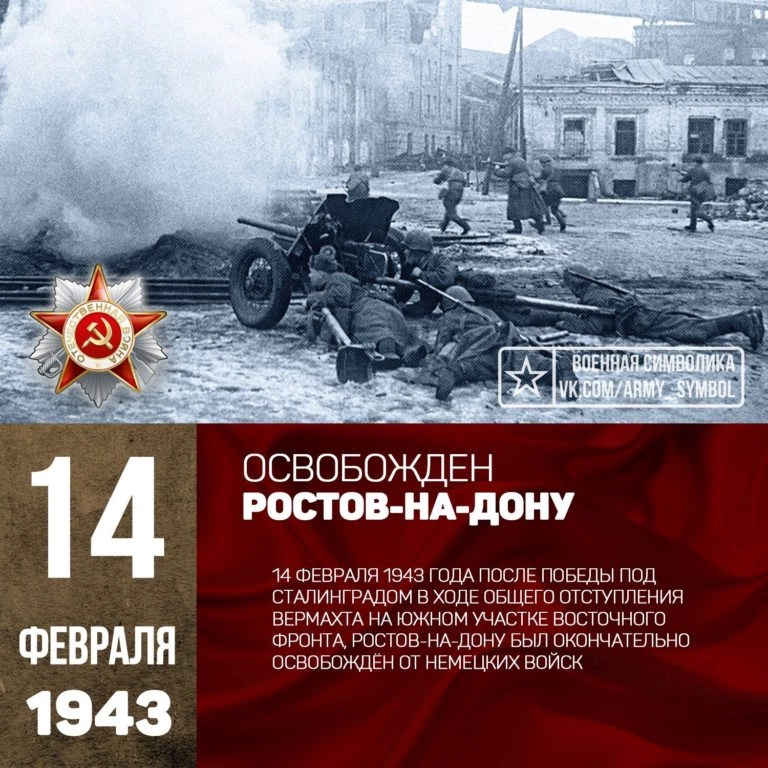 ОТЕЧЕСТВЕННАЯ ВОЙНА
ВОЕННАЯ СИМВОЛИКА
VK.COM/ARMY_SYMBOL
14
ФЕВРАЛЯ
1943
ОСВОБОЖДЕН
РОСТОВ-НА-ДОНУ
14 ФЕВРАЛЯ 1943 ГОДА ПОСЛЕ ПОБЕДЫ ПОД
СТАЛИНГРАДОМ В ХОДЕ ОБЩЕГО ОТСТУПЛЕНИЯ
ВЕРМАХТА НА ЮЖНОМ УЧАСТКЕ ВОСТОЧНОГО
ФРОНТА, РОСТОВ-НА-ДОНУ БЫЛ ОКОНЧАТЕЛЬНО
ОСВОБОЖДЁН ОТ НЕМЕЦКИХ ВОЙСК